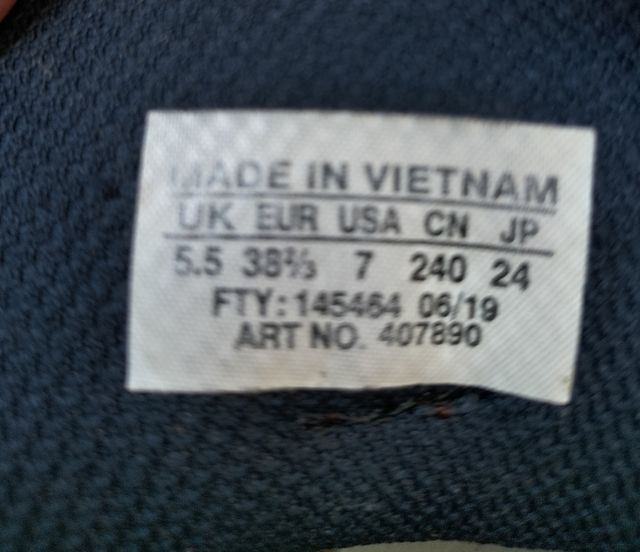 MADE IN VIETNAM
UK EUR USA CN JP
5.5 38⅔ 7 240 24
FTY: 145464 06/19
ART NO. 407890